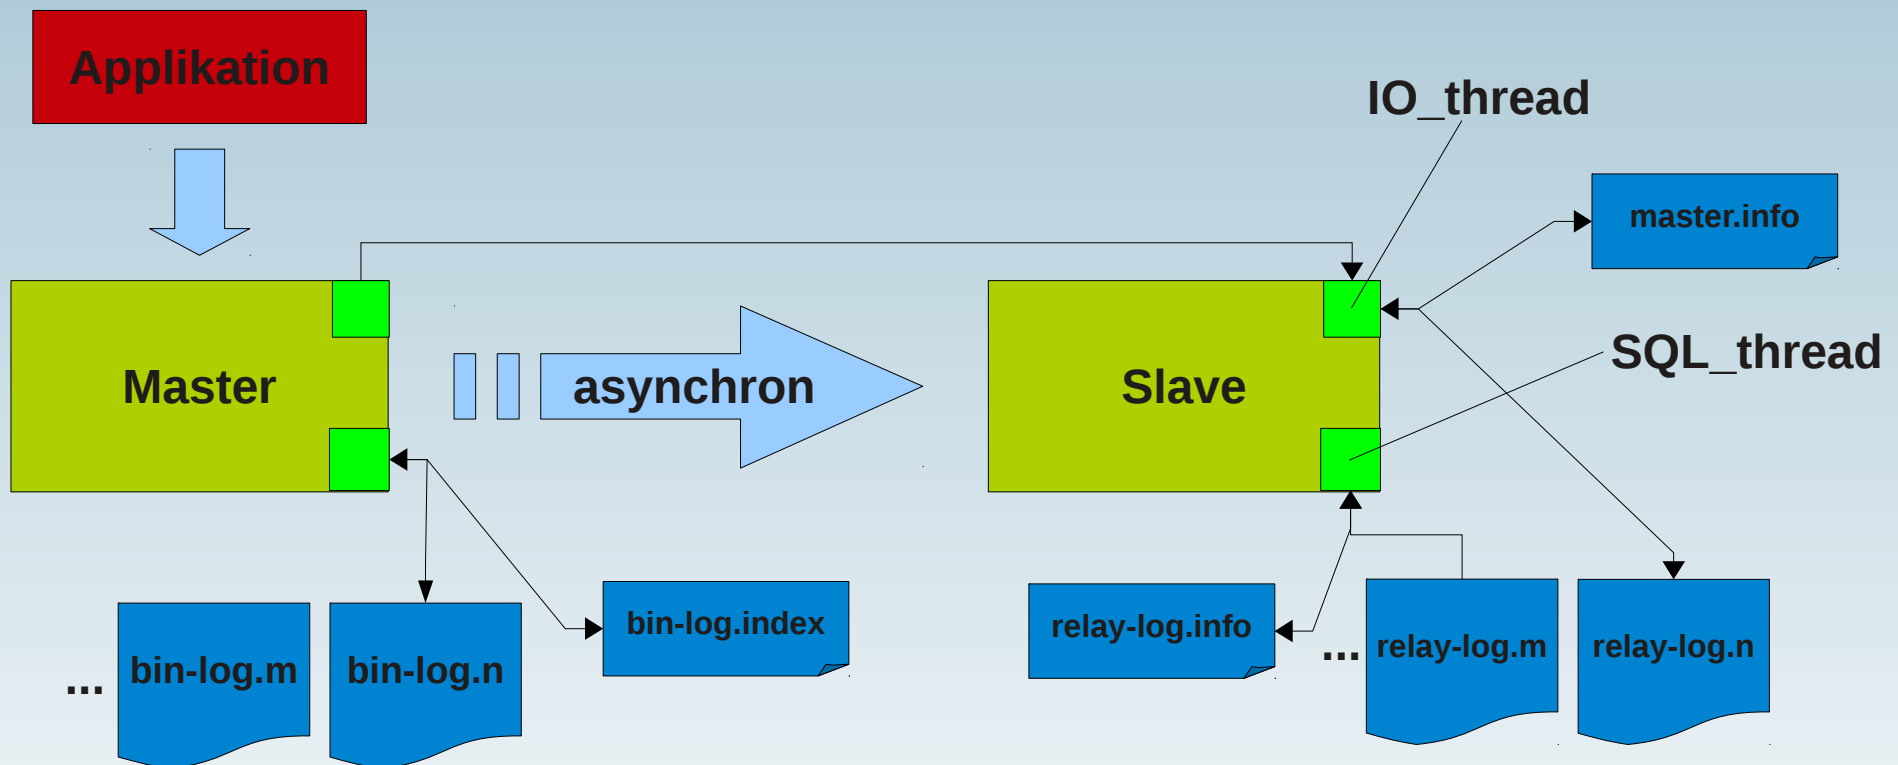 Applikation
IO_thread
master.info
SQL_thread
Master
asynchron
Slave
bin-log.index
relay-log.info
...
relay-log.m
relay-log.n
...
bin-log.m
bin-log.n